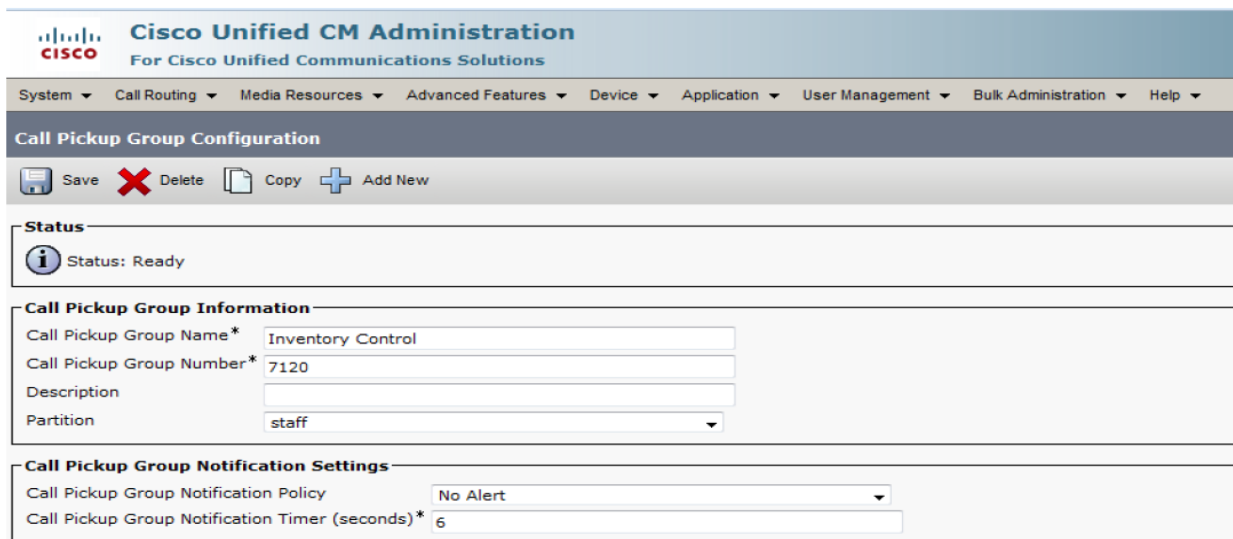 CISCO
Cisco Unified CM Administration
For Cisco Unified Communications Solutions
System Call Routing Media Resources Advanced Features Device Application User Management Bulk Administration Help
Call Pickup Group Configuration
Save Delete Copy Add New
Status
i Status: Ready
Call Pickup Group Information
Call Pickup Group Name* Inventory Control
Call Pickup Group Number* 7120
Description
Partition staff
Call Pickup Group Notification Settings
Call Pickup Group Notification Policy No Alert
Call Pickup Group Notification Timer (seconds)* 6